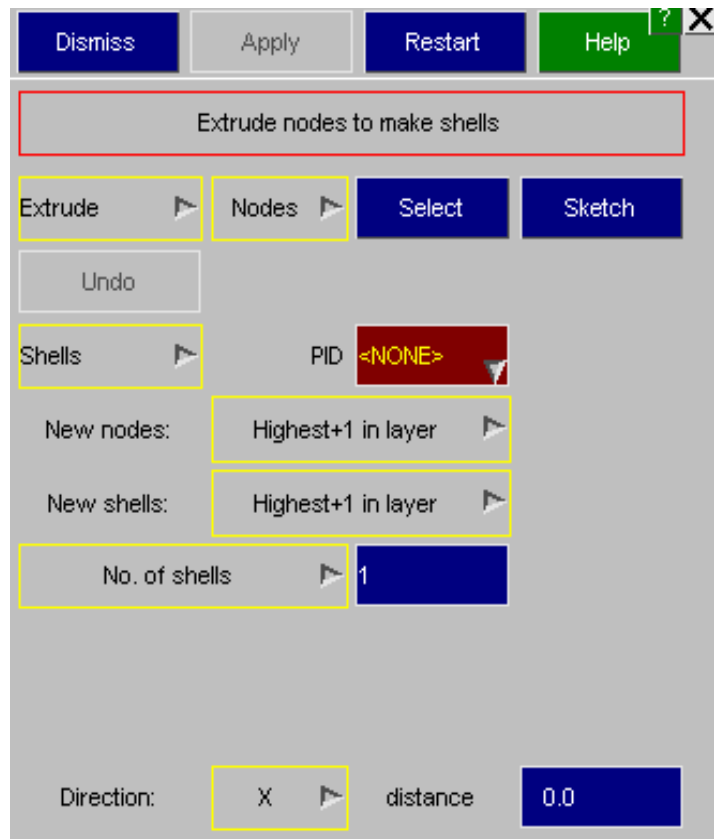 ?
Dismiss Apply Restart Help X
Extrude nodes to make shells
Extrude Nodes Select Sketch
Undo
Shells PID <NONE>
New nodes: Highest+1 in layer
New shells: Highest+1 in layer
No. of shells 1
Direction: X distance 0.0